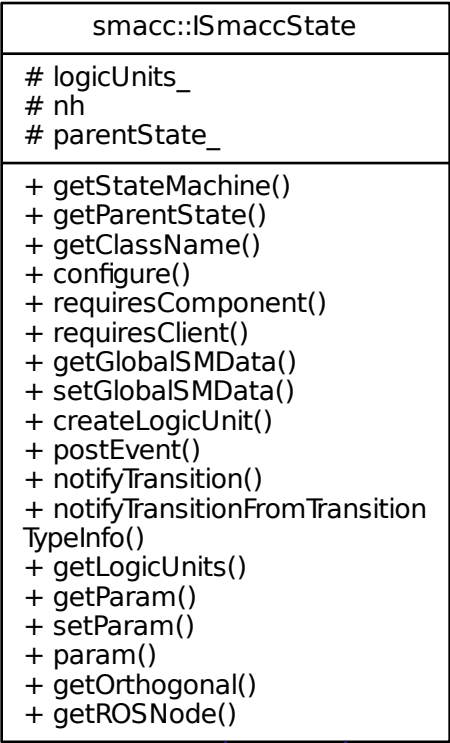 smacc::ISmaccState
# logicUnits_
# nh
# parentState_
+ getStateMachine()
+ getParentState()
+ getClassName()
+ configure()
+ requiresComponent()
+ requiresClient()
+ getGlobalSMData()
+ setGlobalSMData()
+ createLogicUnit()
+ postEvent()
+ notifyTransition()
+ notifyTransitionFromTransition
TypeInfo()
+ getLogicUnits()
+ getParam()
+ setParam()
+ param()
+ getOrthogonal()
+ getROSNode()